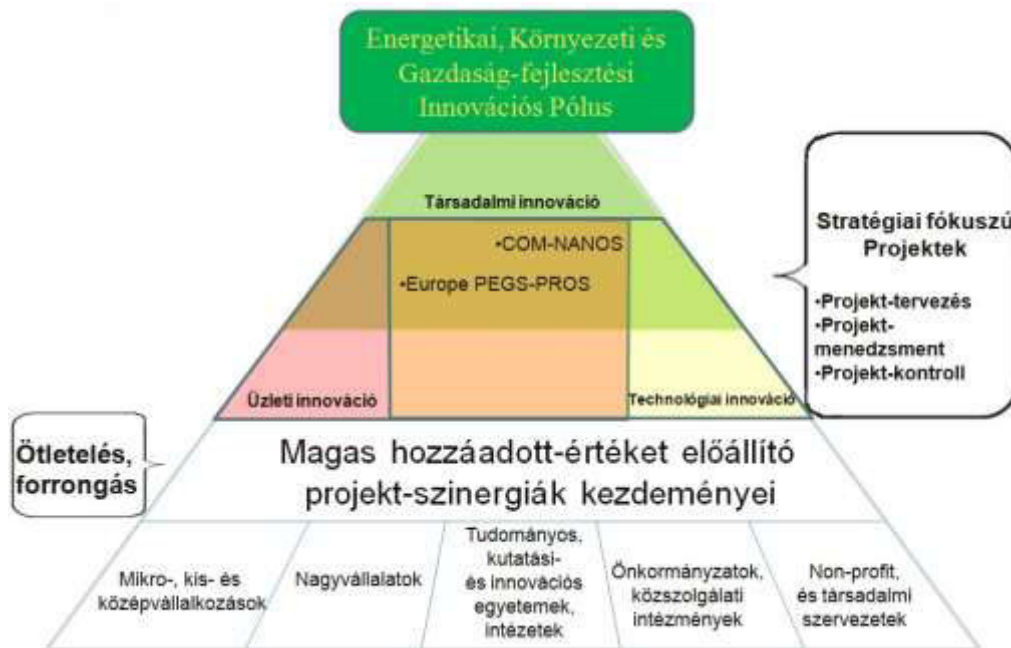 Energetikai, Környezeti és
Gazdaság-fejlesztési
Innovációs Pólus
Társadalmi innováció
•COM-NANOS
•Europe PEGS-PROS
Stratégiai fókuszú
Projektek
•Projekt-tervezés
•Projekt-
menedzsment
•Projekt-kontroll
Üzleti innováció
Technológiai innováció
Ötletelés,
forrongás
Magas hozzáadott-értéket előállító
projekt-szinergiák kezdeményei
Mikro-, kis- és
középvállalkozások
Nagyvállalatok
Tudományos,
kutatási-
és innovációs
egyetemek,
intézetek
Önkormányzatok,
közszolgálati
intézmények
Non-profit,
és társadalmi
szervezetek